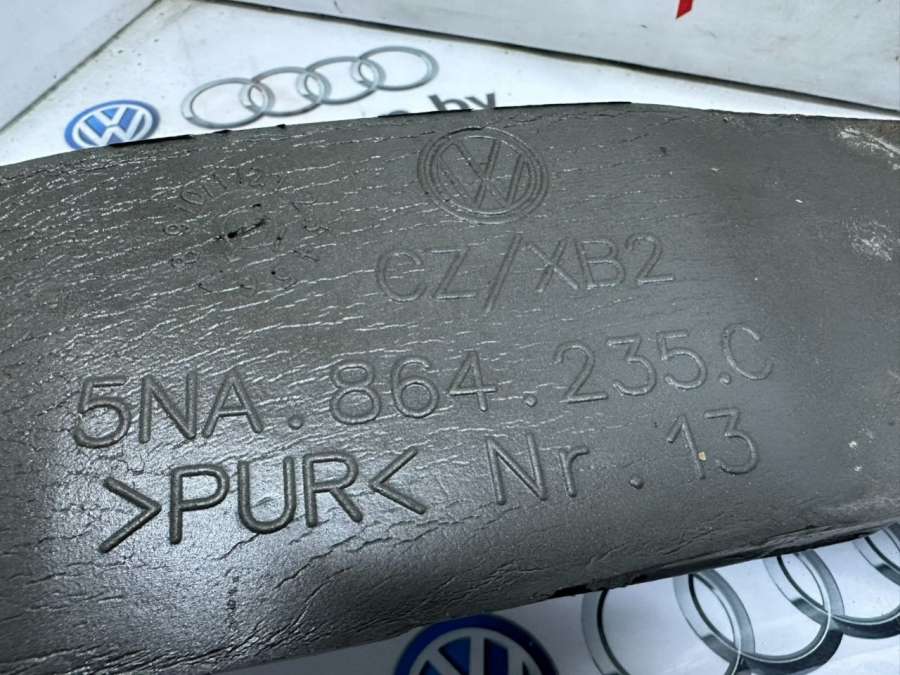 CZ/XB2
5NA.864.235.C
>PUR< Nr.13